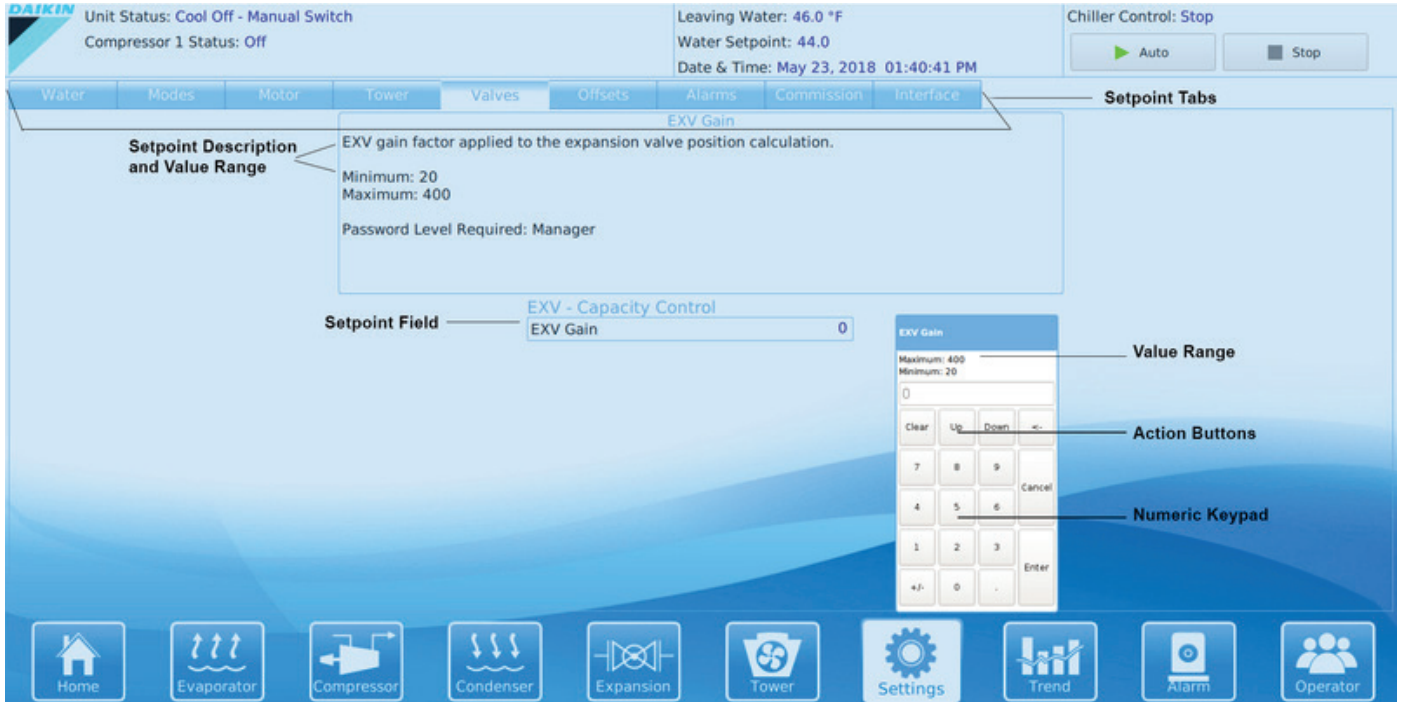 DAIKIN
Unit Status: Cool Off - Manual Switch
Compressor 1 Status: Off
Leaving Water: 46.0 °F
Water Setpoint: 44.0
Date & Time: May 23, 2018 01:40:41 PM
Chiller Control: Stop
Auto
Stop
Water Modes Motor Tower Valves Offsets Alarms Commission Interface
Setpoint Tabs
EXV Gain
Setpoint Description
and Value Range
EXV gain factor applied to the expansion valve position calculation.
Minimum: 20
Maximum: 400
Password Level Required: Manager
EXV - Capacity Control
Setpoint Field
EXV Gain 0
EXV Gain
Maximum: 400
Minimum: 20
Value Range
0
Clear Up Down <-
Action Buttons
7 8 9
Cancel
4 5 6
Numeric Keypad
1 2 3
Enter
+/- 0 .
Home Evaporator Compressor Condenser Expansion Tower Settings Trend Alarm Operator